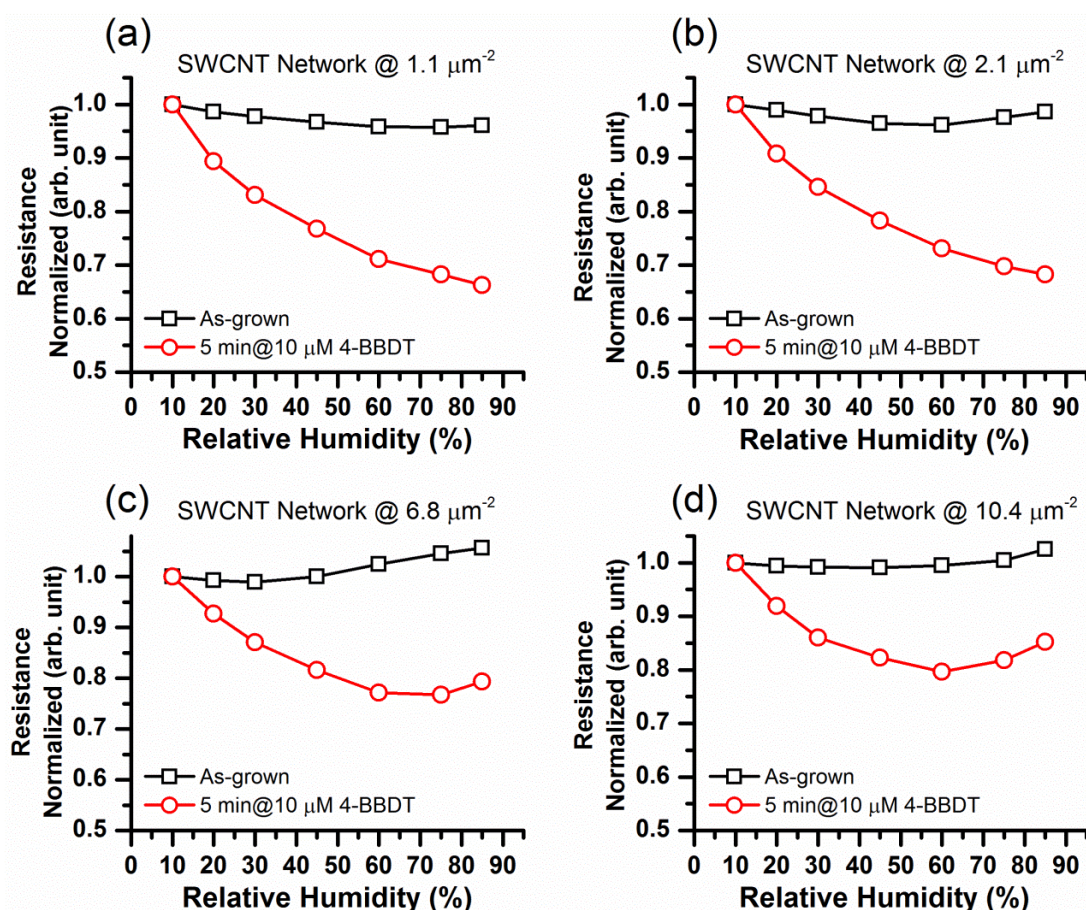 (a)
SWCNT Network @ 1.1 μm⁻²
Resistance
Normalized (arb. unit)
1.0
0.9
0.8
0.7
0.6
0.5
As-grown
5 min@10 μM 4-BBDT
0 10 20 30 40 50 60 70 80 90
Relative Humidity (%)
(b)
SWCNT Network @ 2.1 μm⁻²
Resistance
Normalized (arb. unit)
1.0
0.9
0.8
0.7
0.6
0.5
As-grown
5 min@10 μM 4-BBDT
0 10 20 30 40 50 60 70 80 90
Relative Humidity (%)
(c)
SWCNT Network @ 6.8 μm⁻²
Resistance
Normalized (arb. unit)
1.0
0.9
0.8
0.7
0.6
0.5
As-grown
5 min@10 μM 4-BBDT
0 10 20 30 40 50 60 70 80 90
Relative Humidity (%)
(d)
SWCNT Network @ 10.4 μm⁻²
Resistance
Normalized (arb. unit)
1.0
0.9
0.8
0.7
0.6
0.5
As-grown
5 min@10 μM 4-BBDT
0 10 20 30 40 50 60 70 80 90
Relative Humidity (%)